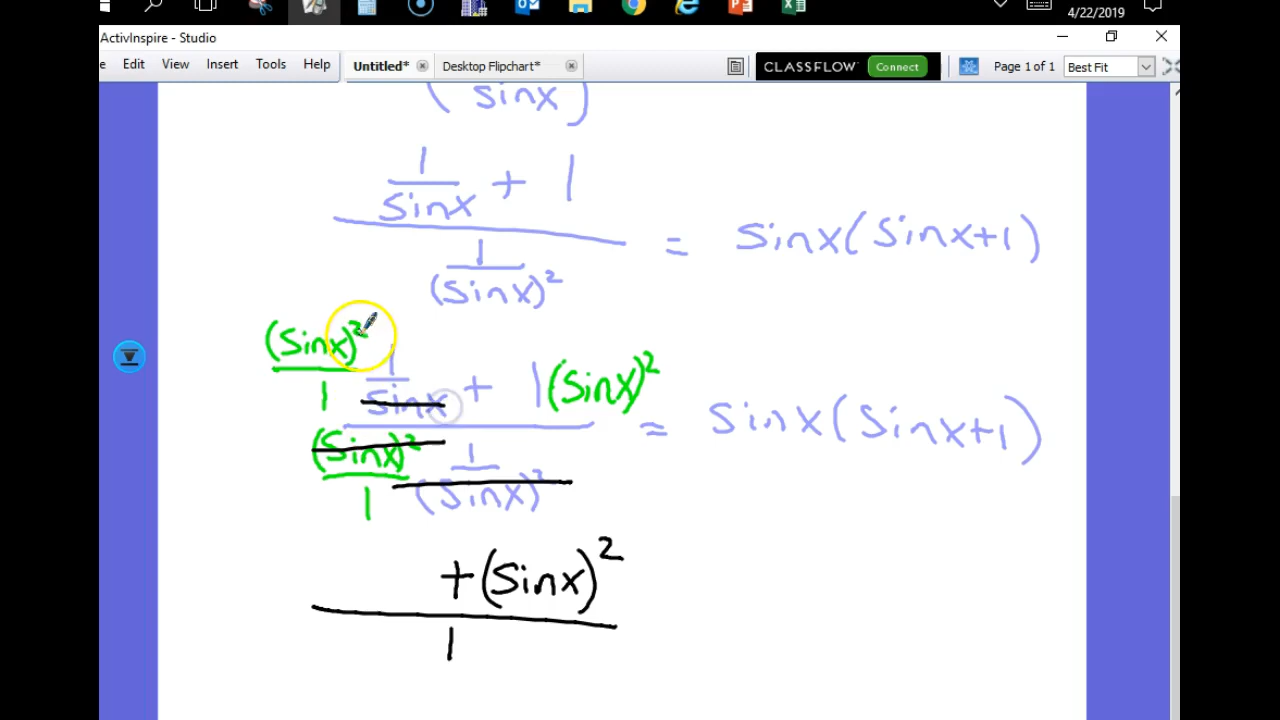 4/22/2019
ActivInspire - Studio
e Edit View Insert Tools Help Untitled* Desktop Flipchart* CLASSFLOW Connect Page 1 of 1 Best Fit
( sinx )
1/sinx + 1
1/(sinx)² = sinx(sinx+1)
(sinx)²/1 1/sinx + 1(sinx)²
(sinx)²/1 1/(sinx)² = sinx(sinx+1)
+(sinx)²
1